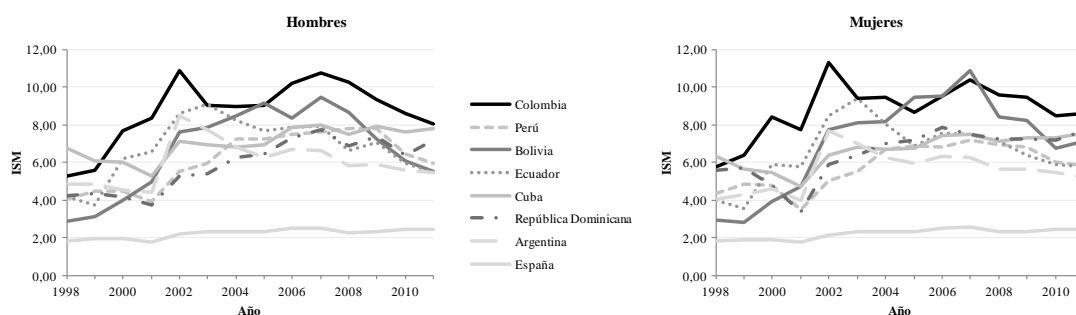 Hombres
ISM
12,00
10,00
8,00
6,00
4,00
2,00
0,00
1998 2000 2002 2004 2006 2008 2010
Año
Colombia
Perú
Bolivia
Ecuador
Cuba
República Dominicana
Argentina
España
Mujeres
ISM
12,00
10,00
8,00
6,00
4,00
2,00
0,00
1998 2000 2002 2004 2006 2008 2010
Año